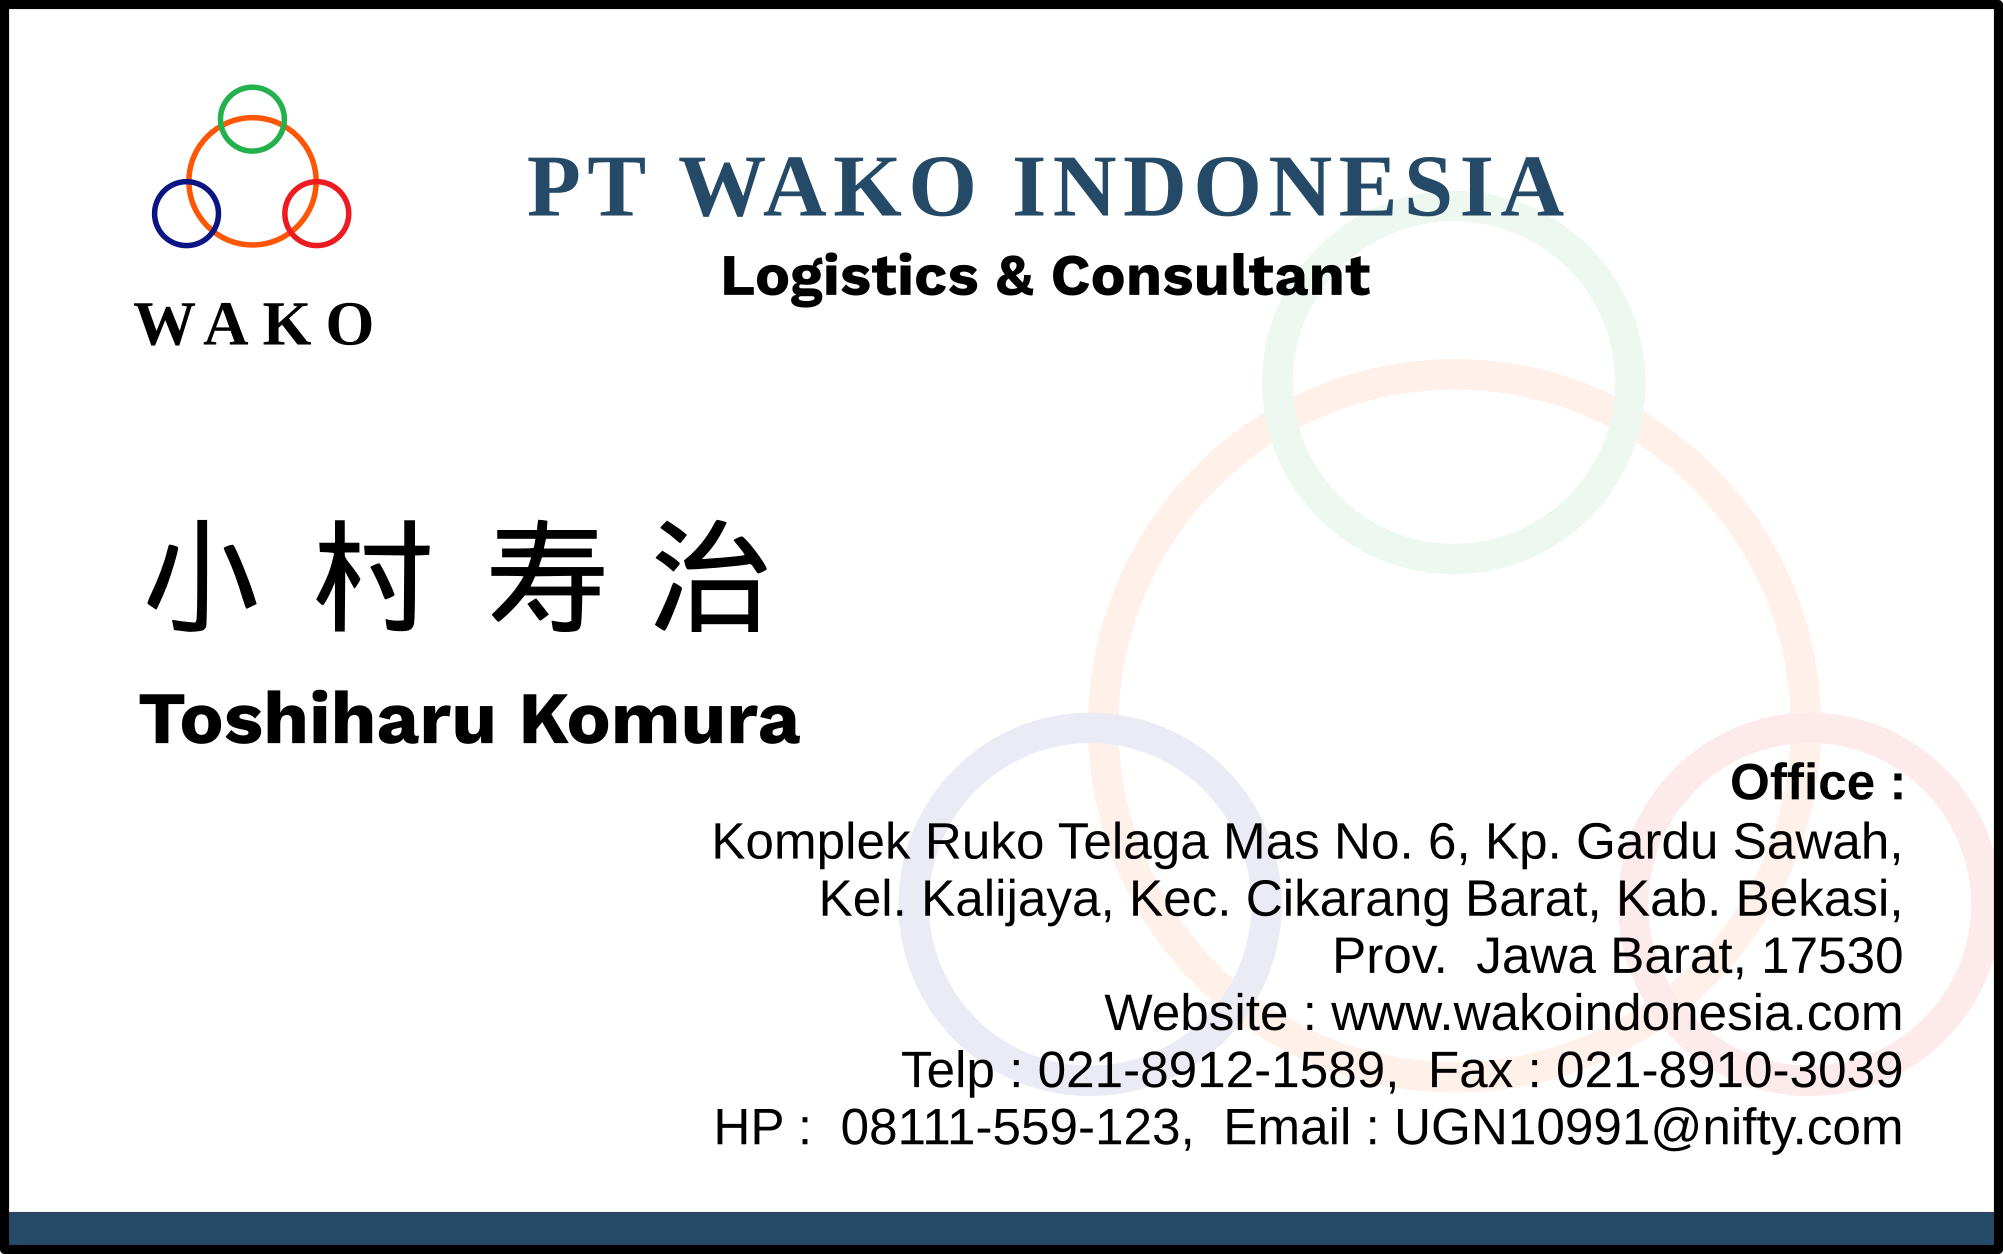 WAKO
PT WAKO INDONESIA
Logistics & Consultant
小村寿治
Toshiharu Komura
Office :
Komplek Ruko Telaga Mas No. 6, Kp. Gardu Sawah,
Kel. Kalijaya, Kec. Cikarang Barat, Kab. Bekasi,
Prov.  Jawa Barat, 17530
Website : www.wakoindonesia.com
Telp : 021-8912-1589,  Fax : 021-8910-3039
HP :  08111-559-123,  Email : UGN10991@nifty.com